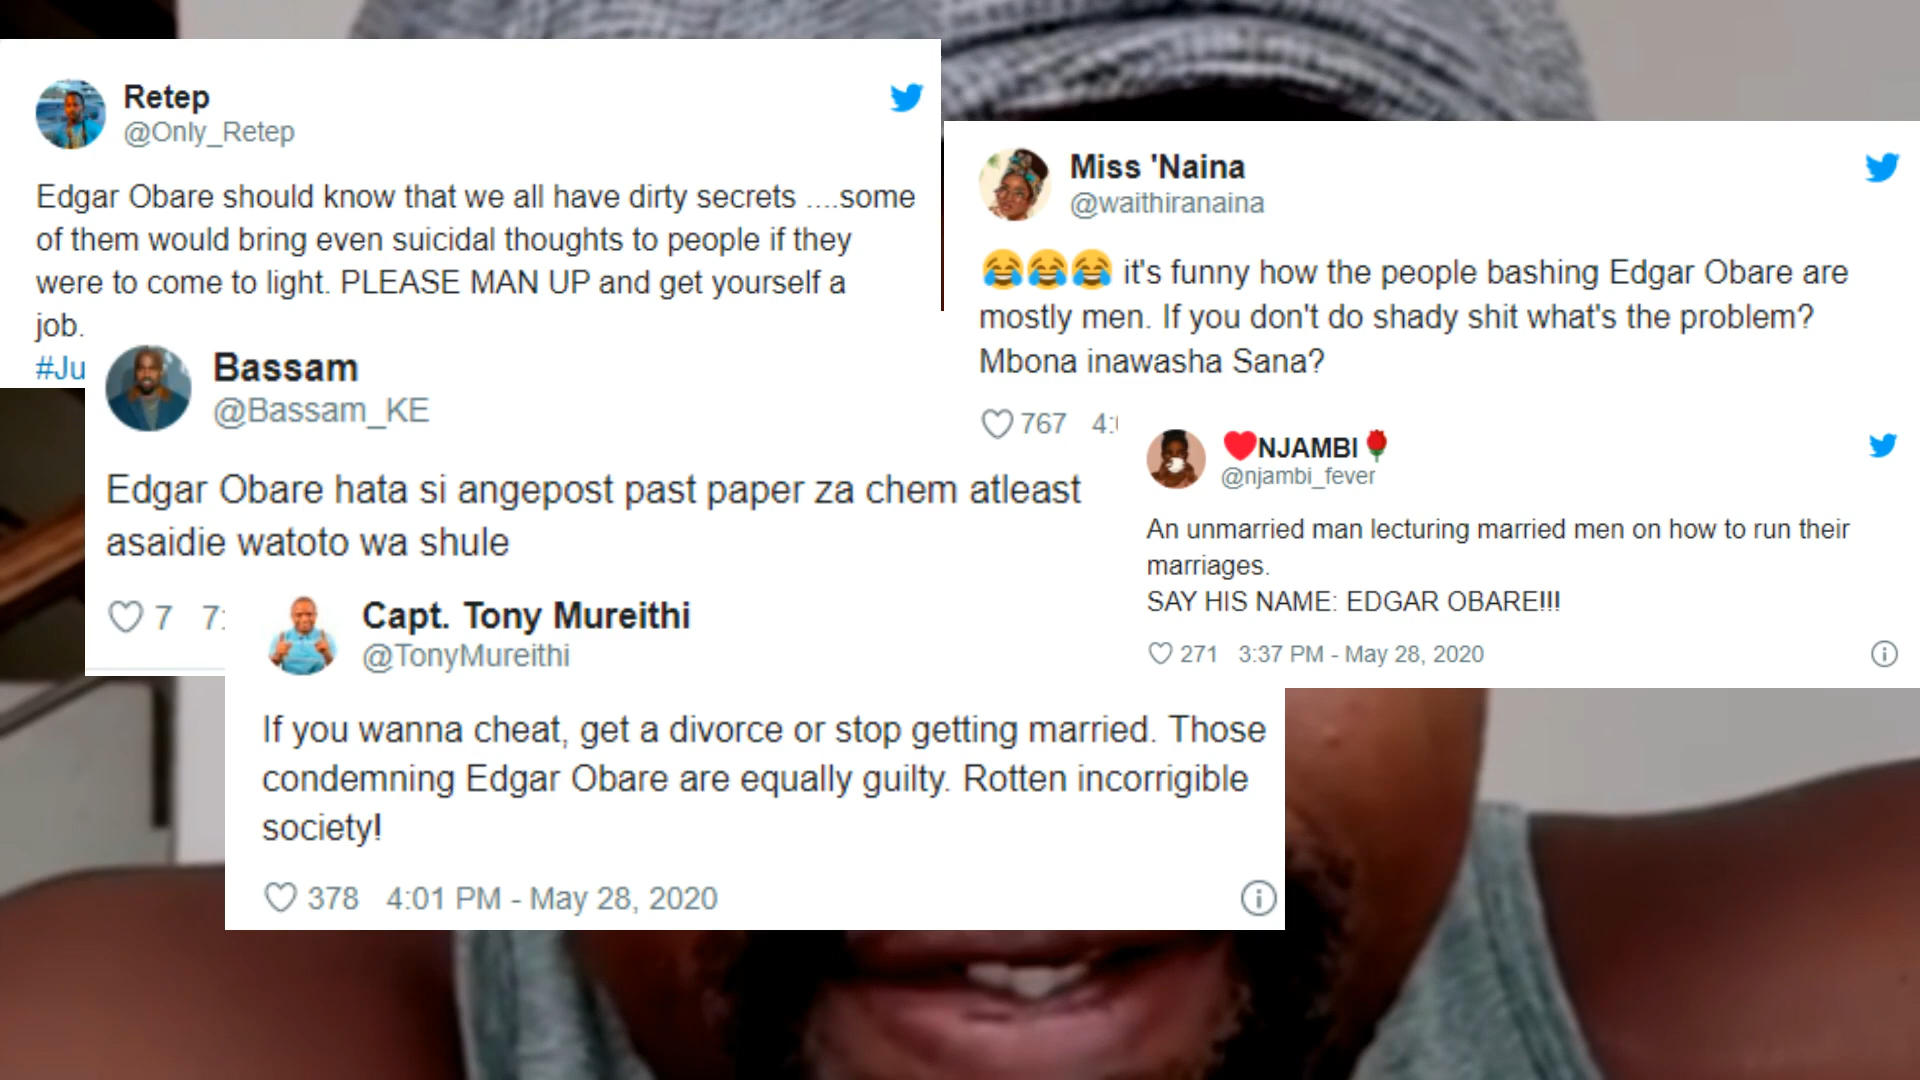 Retep
@Only_Retep
Edgar Obare should know that we all have dirty secrets ....some
of them would bring even suicidal thoughts to people if they
were to come to light. PLEASE MAN UP and get yourself a
job.
#Ju
Miss 'Naina
@waithiranaina
😂😂😂 it's funny how the people bashing Edgar Obare are
mostly men. If you don't do shady shit what's the problem?
Mbona inawasha Sana?
767 4:
Bassam
@Bassam_KE
Edgar Obare hata si angepost past paper za chem atleast
asaidie watoto wa shule
7 7:
❤️NJAMBI🌹
@njambi_fever
An unmarried man lecturing married men on how to run their
marriages.
SAY HIS NAME: EDGAR OBARE!!!
271 3:37 PM - May 28, 2020
Capt. Tony Mureithi
@TonyMureithi
If you wanna cheat, get a divorce or stop getting married. Those
condemning Edgar Obare are equally guilty. Rotten incorrigible
society!
378 4:01 PM - May 28, 2020